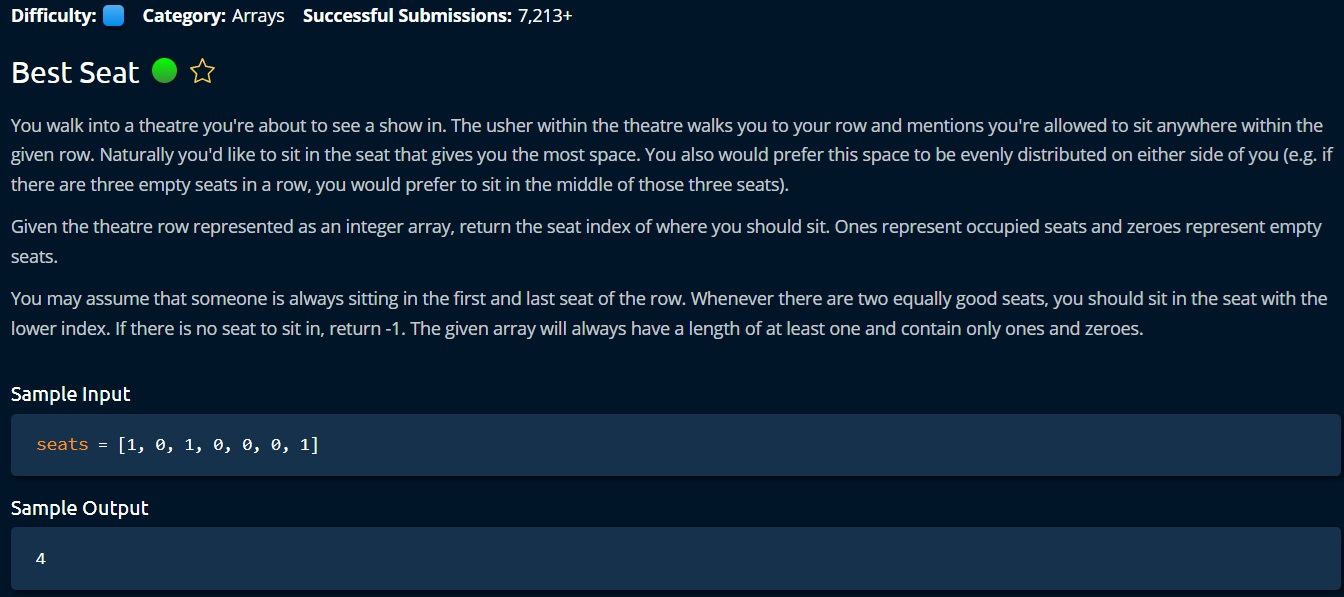 Difficulty: Category: Arrays Successful Submissions: 7,213+
Best Seat
You walk into a theatre you're about to see a show in. The usher within the theatre walks you to your row and mentions you're allowed to sit anywhere within the
given row. Naturally you'd like to sit in the seat that gives you the most space. You also would prefer this space to be evenly distributed on either side of you (e.g. if
there are three empty seats in a row, you would prefer to sit in the middle of those three seats).
Given the theatre row represented as an integer array, return the seat index of where you should sit. Ones represent occupied seats and zeroes represent empty
seats.
You may assume that someone is always sitting in the first and last seat of the row. Whenever there are two equally good seats, you should sit in the seat with the
lower index. If there is no seat to sit in, return -1. The given array will always have a length of at least one and contain only ones and zeroes.
Sample Input
seats = [1, 0, 1, 0, 0, 0, 1]
Sample Output
4